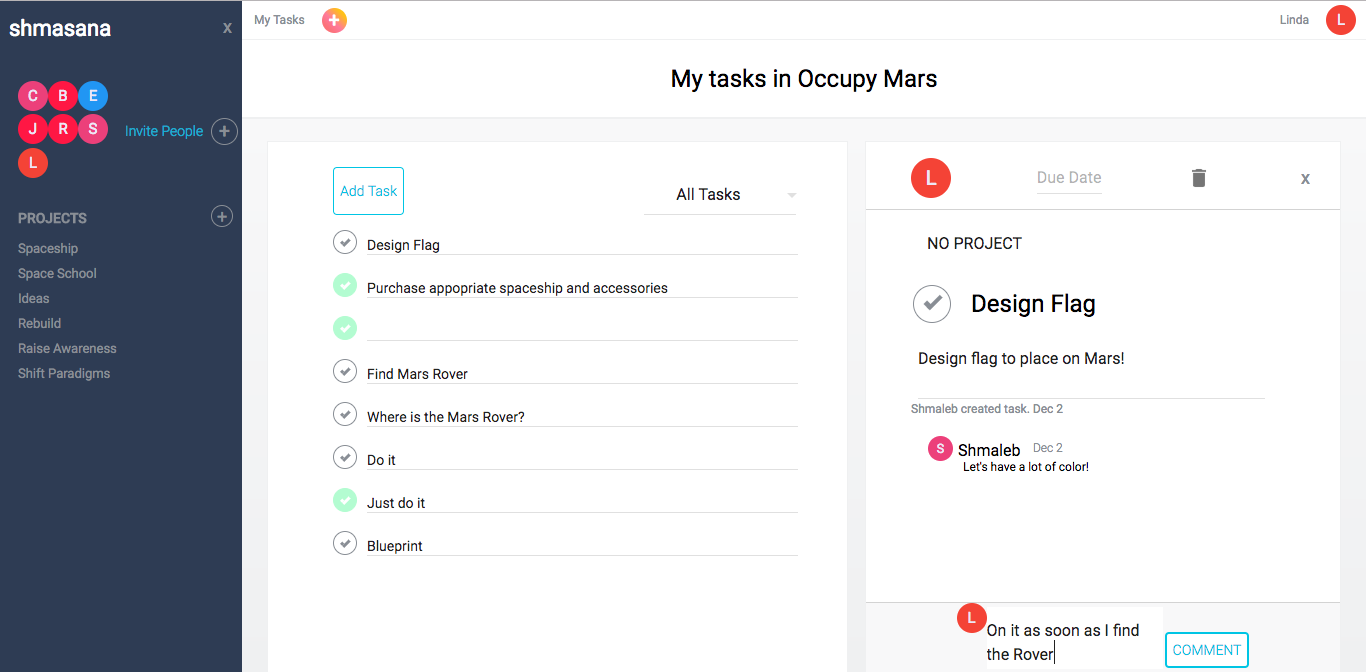 shmasana
x
C B E
J R S
L
Invite People
PROJECTS
Spaceship
Space School
Ideas
Rebuild
Raise Awareness
Shift Paradigms
My Tasks
Linda
L
My tasks in Occupy Mars
Add Task
All Tasks
Design Flag
Purchase appopriate spaceship and accessories
Find Mars Rover
Where is the Mars Rover?
Do it
Just do it
Blueprint
L
Due Date
x
NO PROJECT
Design Flag
Design flag to place on Mars!
Shmaleb created task. Dec 2
S
Shmaleb Dec 2
Let's have a lot of color!
L
On it as soon as I find
the Rover
COMMENT